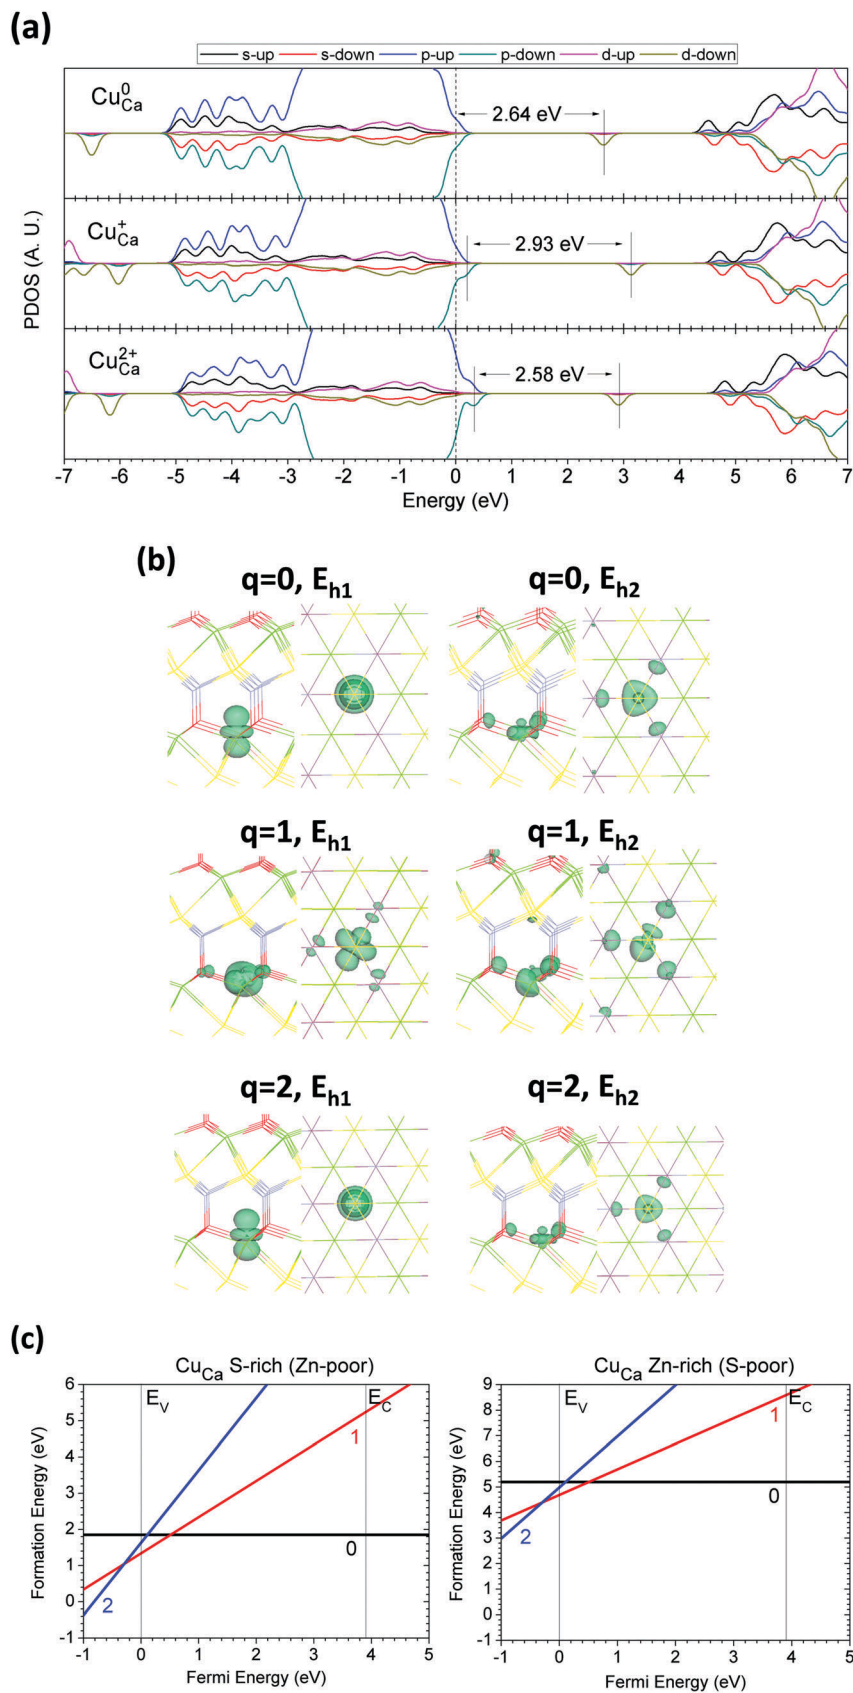 (a)
s-up s-down p-up p-down d-up d-down
Cu⁰Ca
2.64 eV
Cu⁺Ca
2.93 eV
Cu²⁺Ca
2.58 eV
PDOS (A. U.)
-7 -6 -5 -4 -3 -2 -1 0 1 2 3 4 5 6 7
Energy (eV)
(b)
q=0, Eh1 q=0, Eh2
q=1, Eh1 q=1, Eh2
q=2, Eh1 q=2, Eh2
(c)
CuCa S-rich (Zn-poor)
6
5
4
3
2
1
0
-1
Formation Energy (eV)
EV
EC
1
0
2
-1 0 1 2 3 4 5
Fermi Energy (eV)
CuCa Zn-rich (S-poor)
9
8
7
6
5
4
3
2
1
0
-1
Formation Energy (eV)
EV
EC
1
0
2
-1 0 1 2 3 4 5
Fermi Energy (eV)